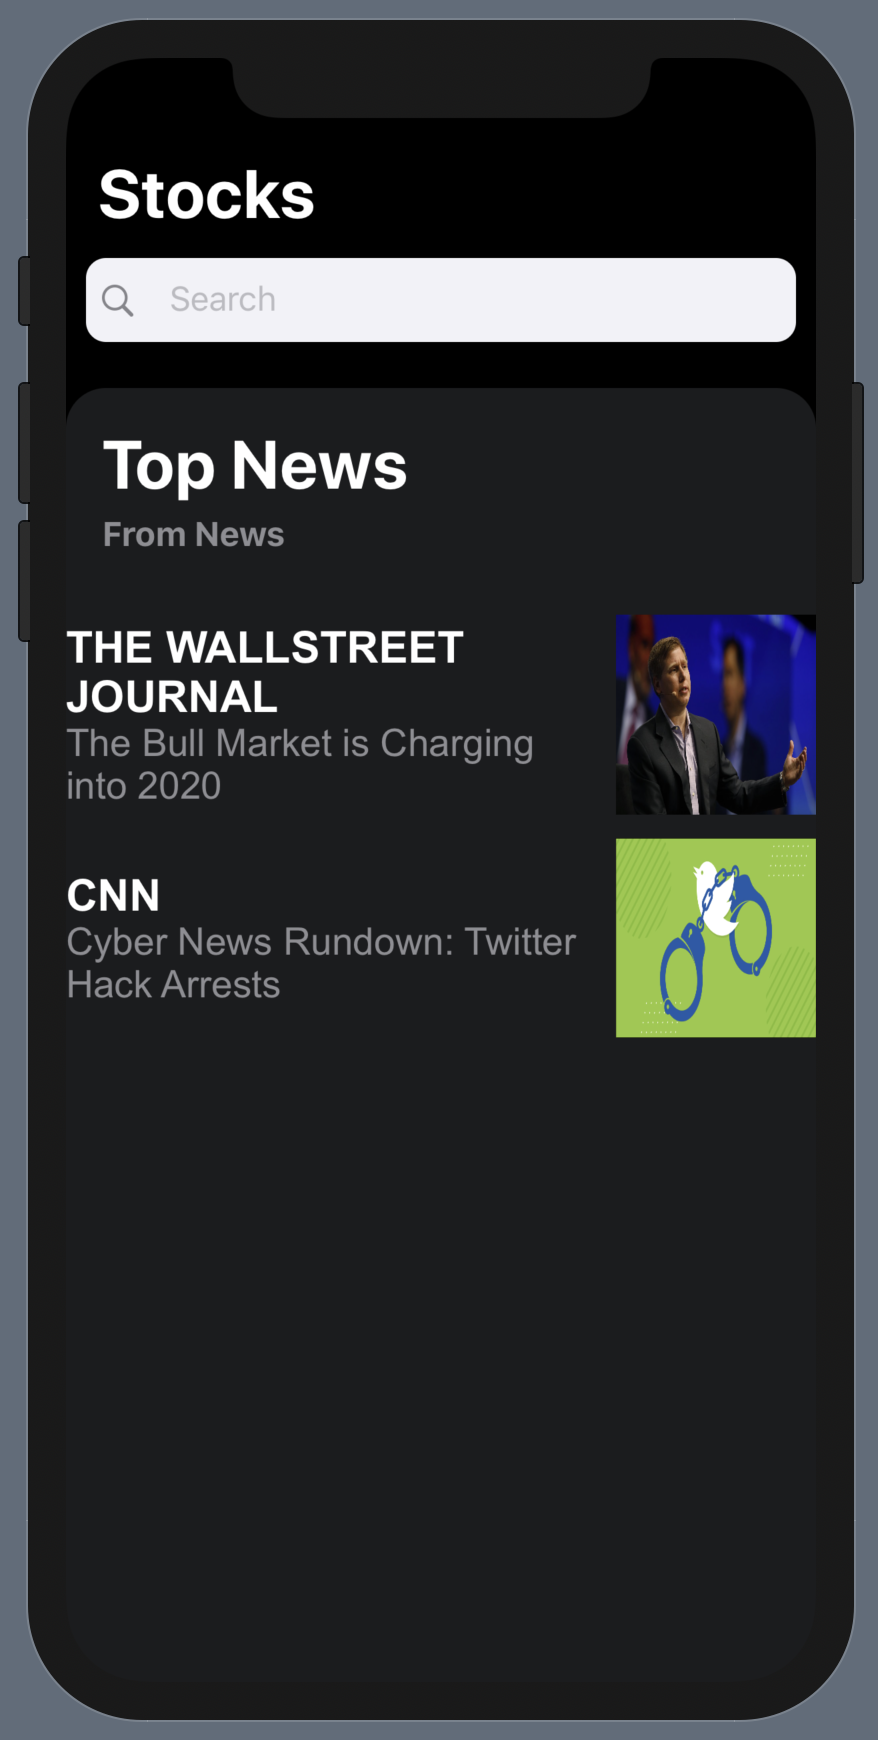 Stocks
Search
Top News
From News
THE WALLSTREET
JOURNAL
The Bull Market is Charging
into 2020
CNN
Cyber News Rundown: Twitter
Hack Arrests